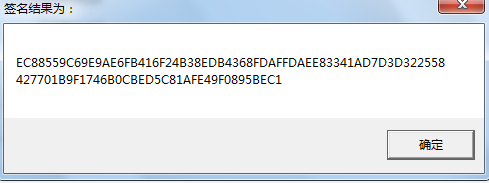 签名结果为：
EC88559C69E9AE6FB416F24B38EDB4368FDAFFDAEE83341AD7D3D322558
427701B9F1746B0CBED5C81AFE49F0895BEC1
确定